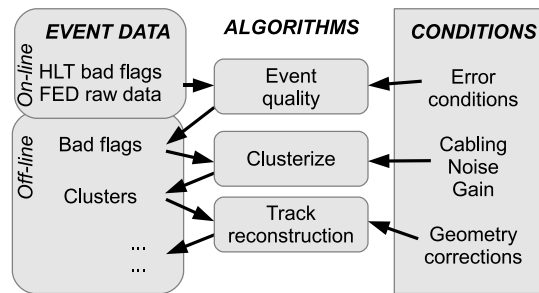 EVENT DATA
ALGORITHMS
CONDITIONS
On-line
HLT bad flags
FED raw data
Event
quality
Error
conditions
Off-line
Bad flags
Clusterize
Cabling
Noise
Gain
Clusters
Track
reconstruction
Geometry
corrections
...
...